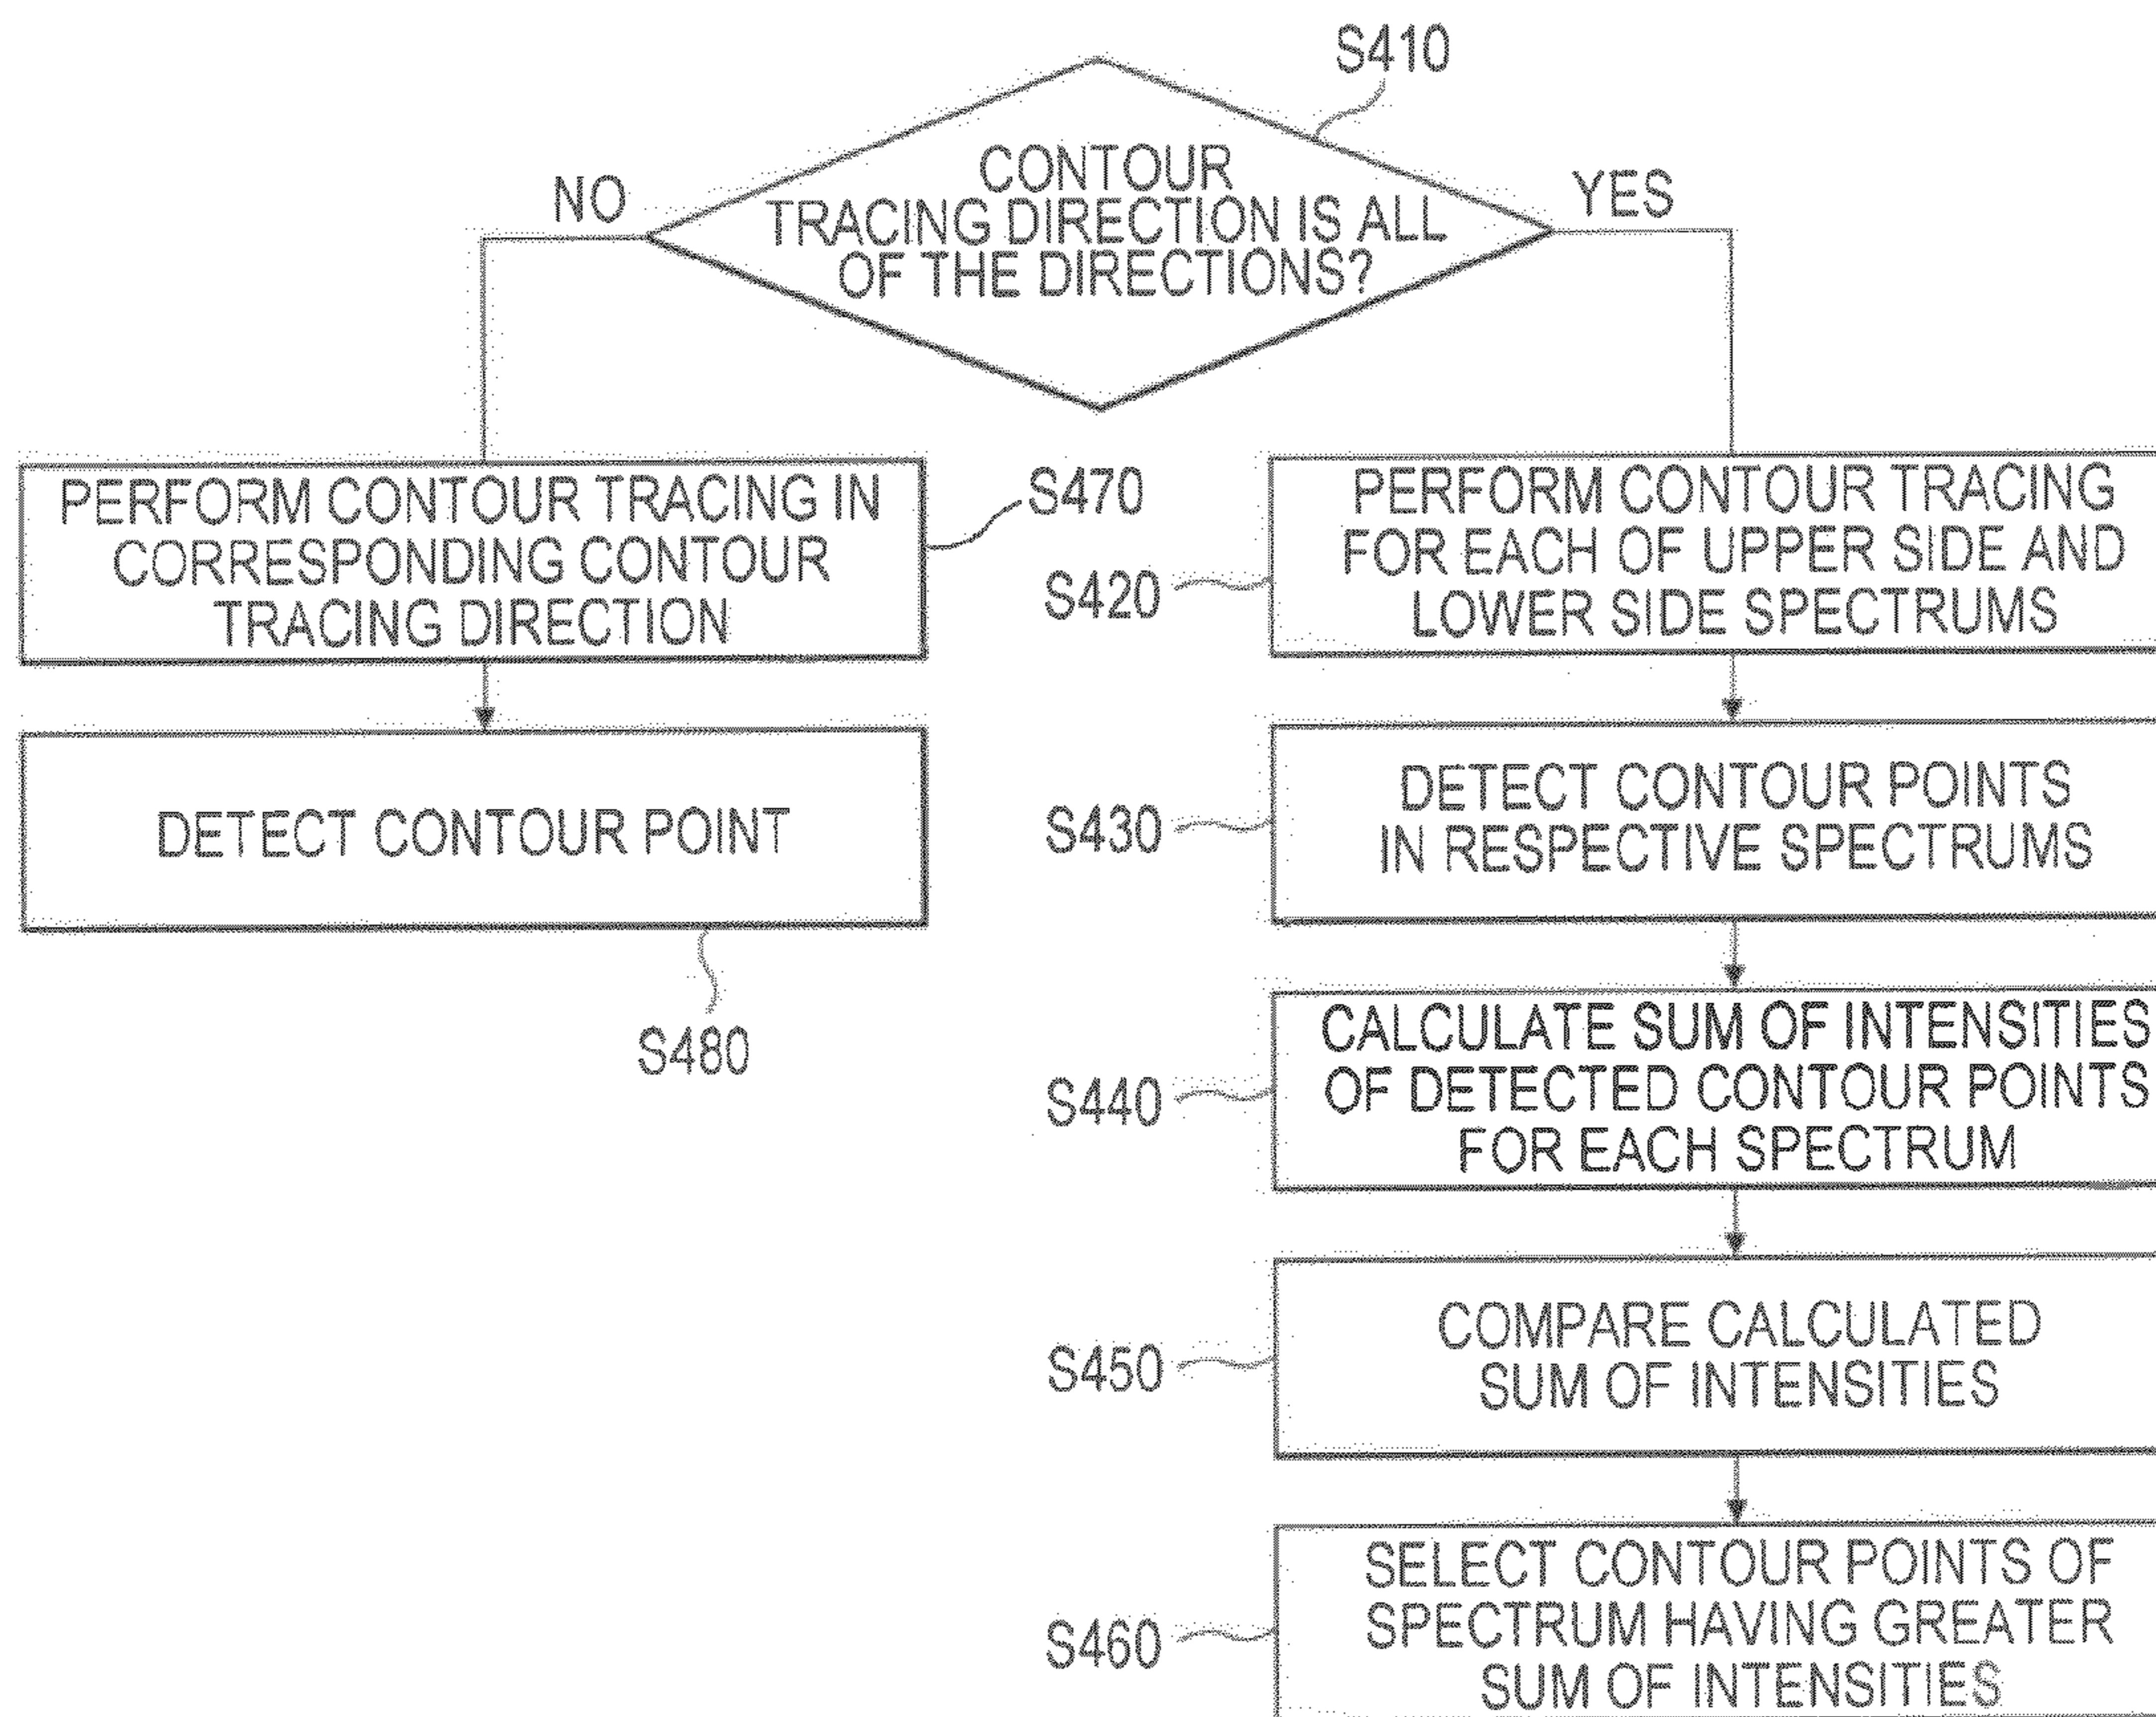 S410
CONTOUR
TRACING DIRECTION IS ALL
OF THE DIRECTIONS?
NO
YES
PERFORM CONTOUR TRACING IN
CORRESPONDING CONTOUR
TRACING DIRECTION
S470
DETECT CONTOUR POINT
S480
PERFORM CONTOUR TRACING
FOR EACH OF UPPER SIDE AND
LOWER SIDE SPECTRUMS
S420
DETECT CONTOUR POINTS
IN RESPECTIVE SPECTRUMS
S430
CALCULATE SUM OF INTENSITIES
OF DETECTED CONTOUR POINTS
FOR EACH SPECTRUM
S440
COMPARE CALCULATED
SUM OF INTENSITIES
S450
SELECT CONTOUR POINTS OF
SPECTRUM HAVING GREATER
SUM OF INTENSITIES
S460